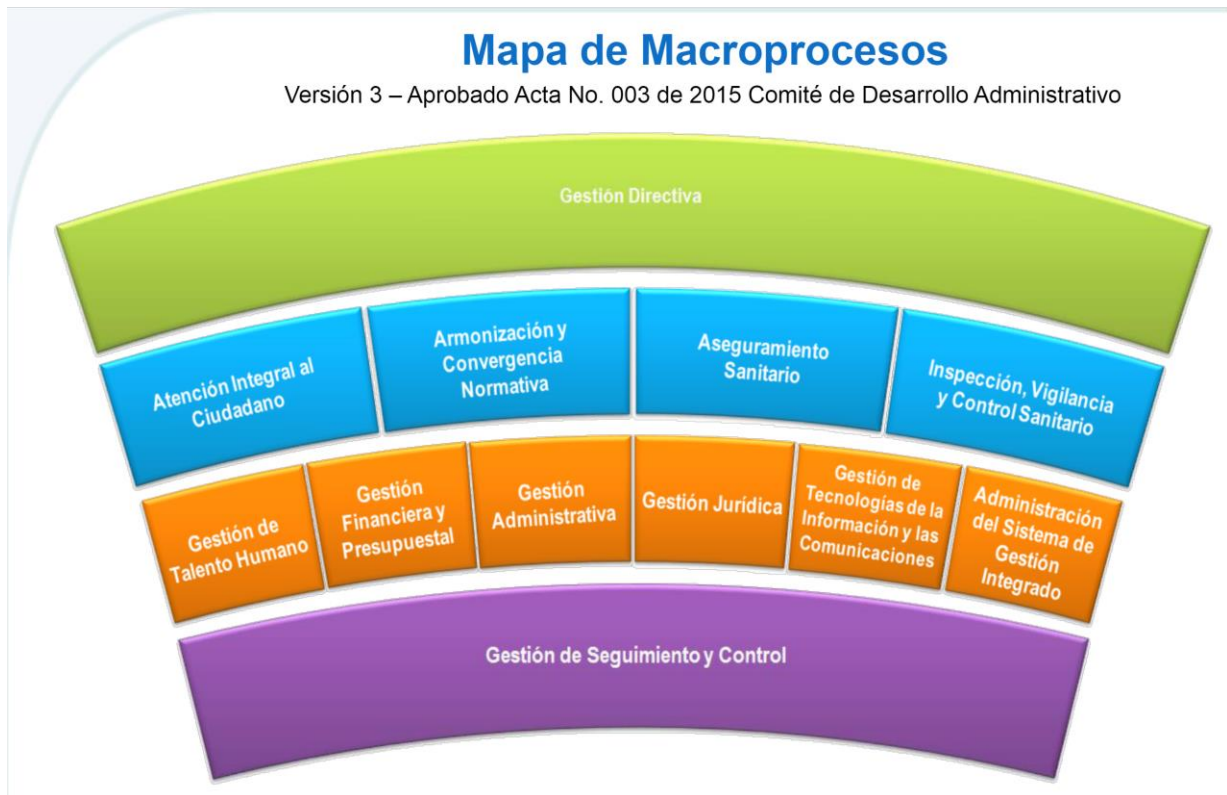 Mapa de Macroprocesos
Versión 3 – Aprobado Acta No. 003 de 2015 Comité de Desarrollo Administrativo
Gestión Directiva
Atención Integral al
Ciudadano
Armonización y
Convergencia
Normativa
Aseguramiento
Sanitario
Inspección, Vigilancia
y Control Sanitario
Gestión de
Talento Humano
Gestión
Financiera y
Presupuestal
Gestión
Administrativa
Gestión Jurídica
Gestión de
Tecnologías de la
Información y las
Comunicaciones
Administración
del Sistema de
Gestión
Integrado
Gestión de Seguimiento y Control